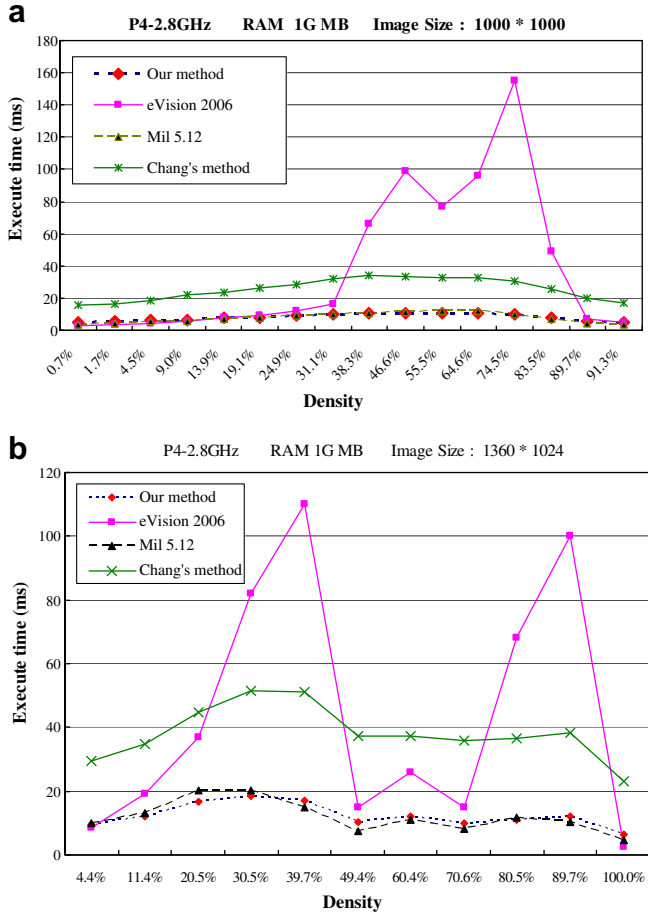 a
P4-2.8GHz RAM 1G MB Image Size : 1000 * 1000
Execute time (ms)
180
160
140
120
100
80
60
40
20
0
Our method
eVision 2006
Mil 5.12
Chang's method
0.7% 1.7% 4.5% 9.0% 13.9% 19.1% 24.9% 31.1% 38.3% 46.6% 55.5% 64.6% 74.5% 83.5% 89.7% 91.3%
Density
b
P4-2.8GHz RAM 1G MB Image Size : 1360 * 1024
Execute time (ms)
120
100
80
60
40
20
0
Our method
eVision 2006
Mil 5.12
Chang's method
4.4% 11.4% 20.5% 30.5% 39.7% 49.4% 60.4% 70.6% 80.5% 89.7% 100.0%
Density